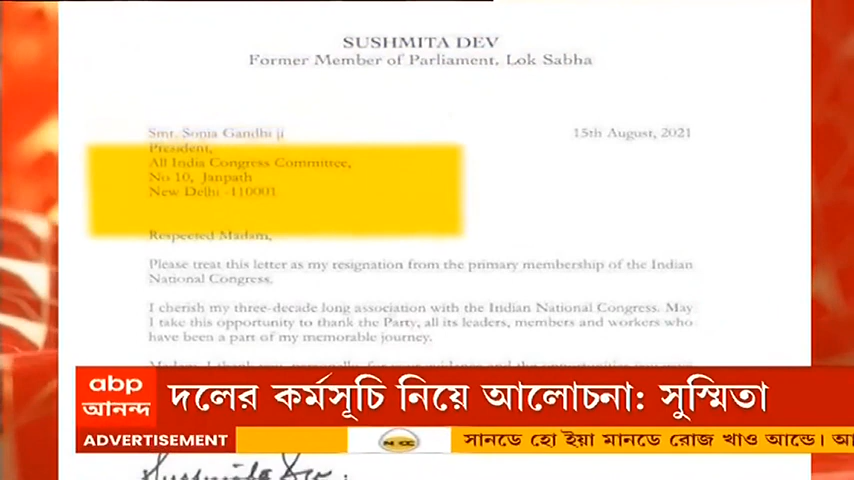 SUSHMITA DEV
Former Member of Parliament, Lok Sabha
Smt. Sonia Gandhi ji
15th August, 2021
President,
All India Congress Committee,
No 10, Janpath
New Delhi -110001
Respected Madam,
Please treat this letter as my resignation from the primary membership of the Indian
National Congress.
I cherish my three-decade long association with the Indian National Congress. May
I take this opportunity to thank the Party, all its leaders, members and workers who
have been a part of my memorable journey.
abp
আনন্দ
দলের কর্মসূচি নিয়ে আলোচনা: সুস্মিতা
ADVERTISEMENT
সানডে হো ইয়া মানডে রোজ খাও আন্ডে।